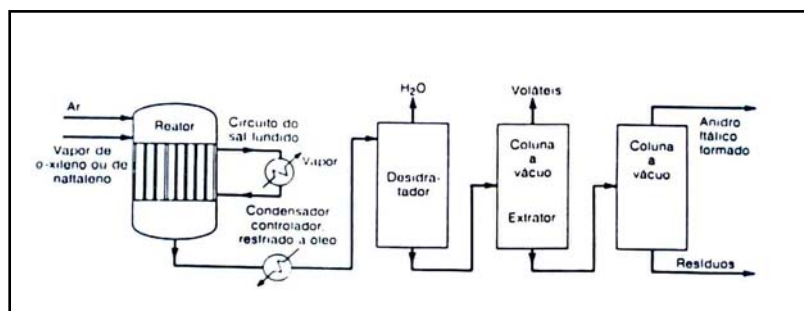 Ar
Vapor de
o-xileno ou de
naftaleno
Reator
Circuito do
sal fundido
Vapor
Condensador
controlador,
resfriado a óleo
H₂O
Desidra-
tador
Voláteis
Coluna
a
vácuo
Extrator
Coluna
a
vácuo
Anidro
ftálico
formado
Resíduos